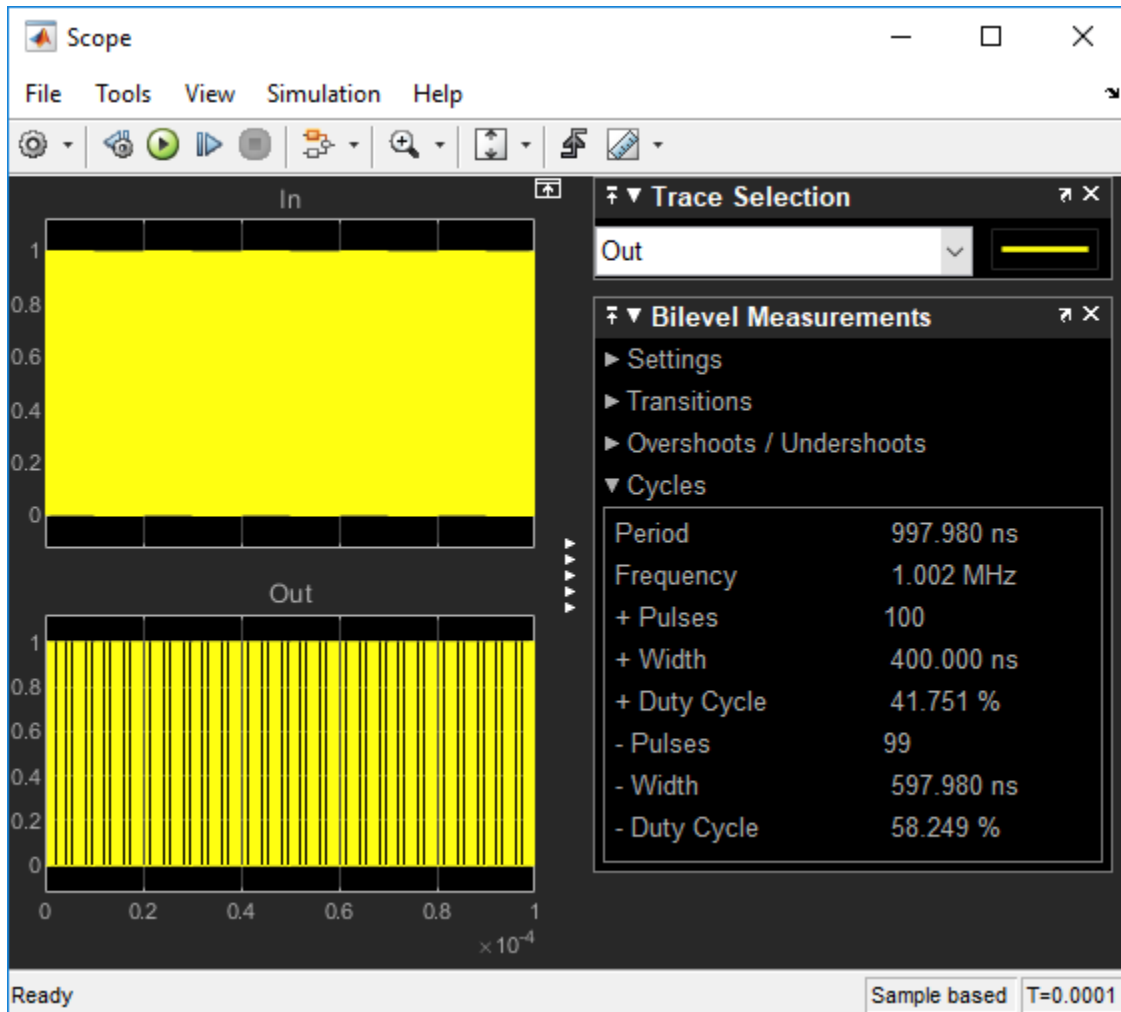 Scope
File Tools View Simulation Help
In
1
0.8
0.6
0.4
0.2
0
Out
1
0.8
0.6
0.4
0.2
0
0 0.2 0.4 0.6 0.8 1
×10-4
Trace Selection
Out
Bilevel Measurements
Settings
Transitions
Overshoots / Undershoots
Cycles
Period 997.980 ns
Frequency 1.002 MHz
+ Pulses 100
+ Width 400.000 ns
+ Duty Cycle 41.751 %
- Pulses 99
- Width 597.980 ns
- Duty Cycle 58.249 %
Ready Sample based T=0.0001